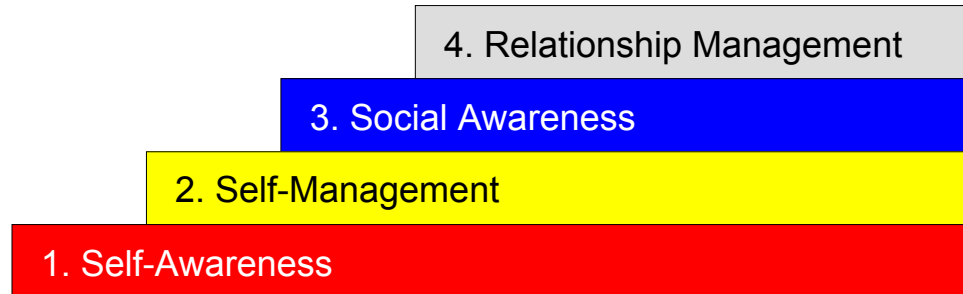 4. Relationship Management
3. Social Awareness
2. Self-Management
1. Self-Awareness